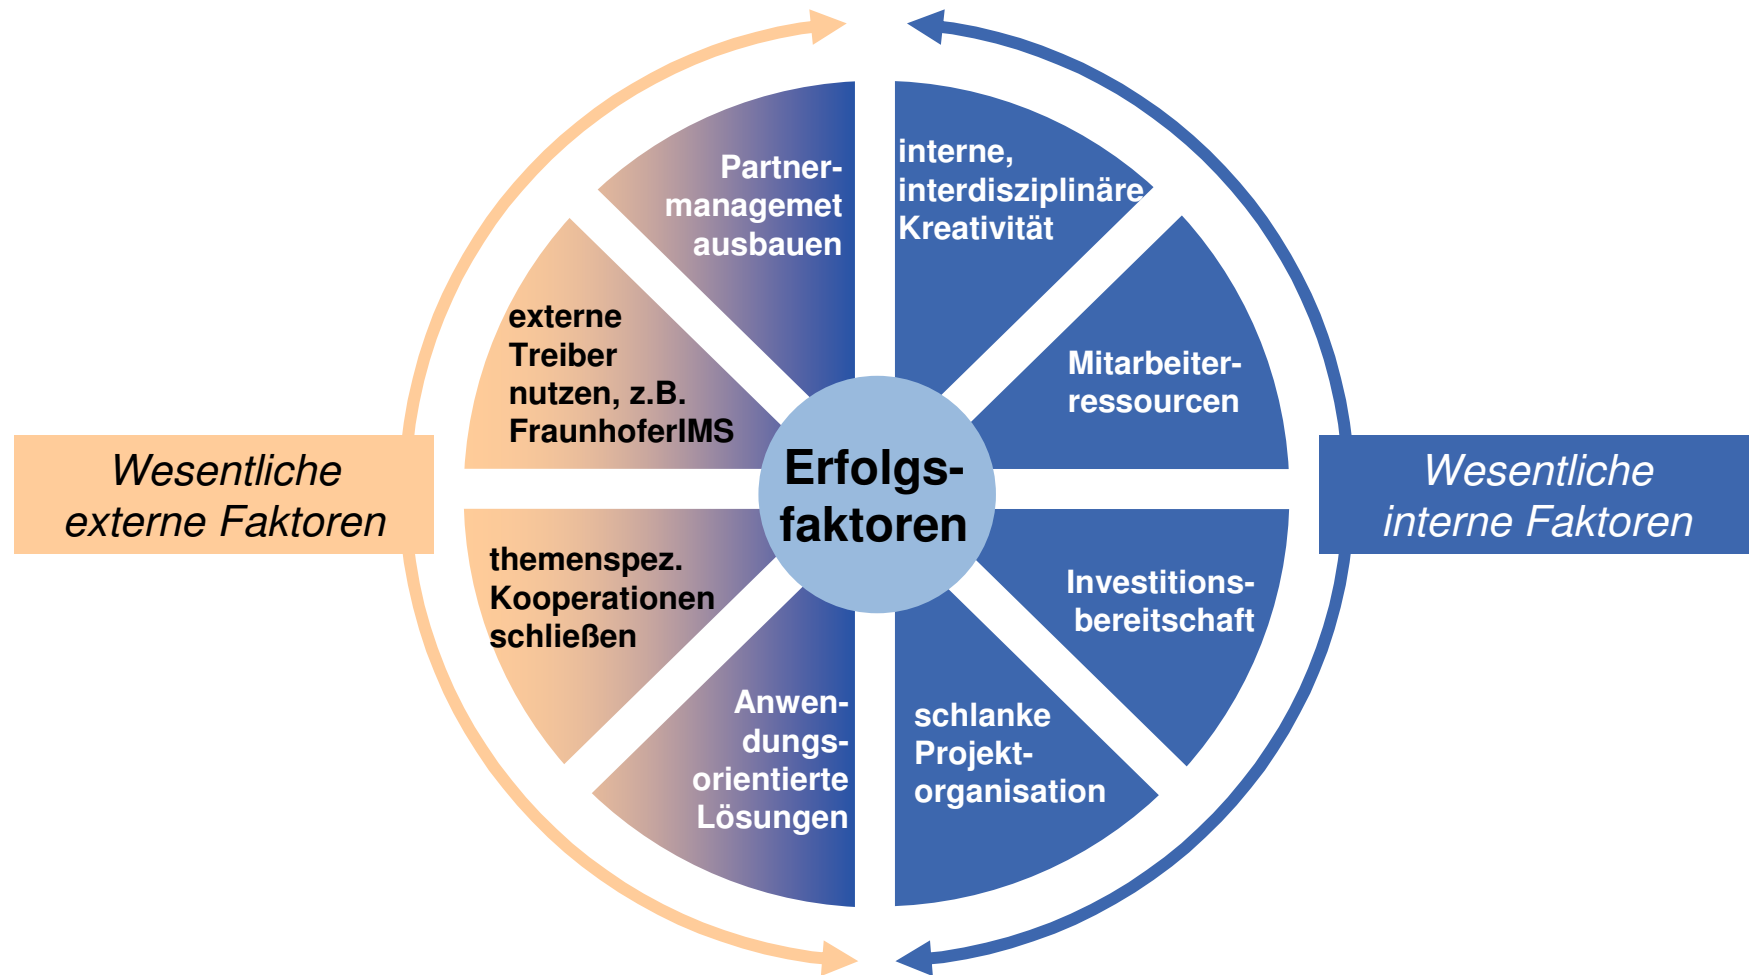 Partner-
managemet
ausbauen
interne,
interdisziplinäre
Kreativität
externe
Treiber
nutzen, z.B.
FraunhoferIMS
Mitarbeiter-
ressourcen
Wesentliche
externe Faktoren
Erfolgs-
faktoren
Wesentliche
interne Faktoren
themenspez.
Kooperationen
schließen
Investitions-
bereitschaft
Anwen-
dungs-
orientierte
Lösungen
schlanke
Projekt-
organisation